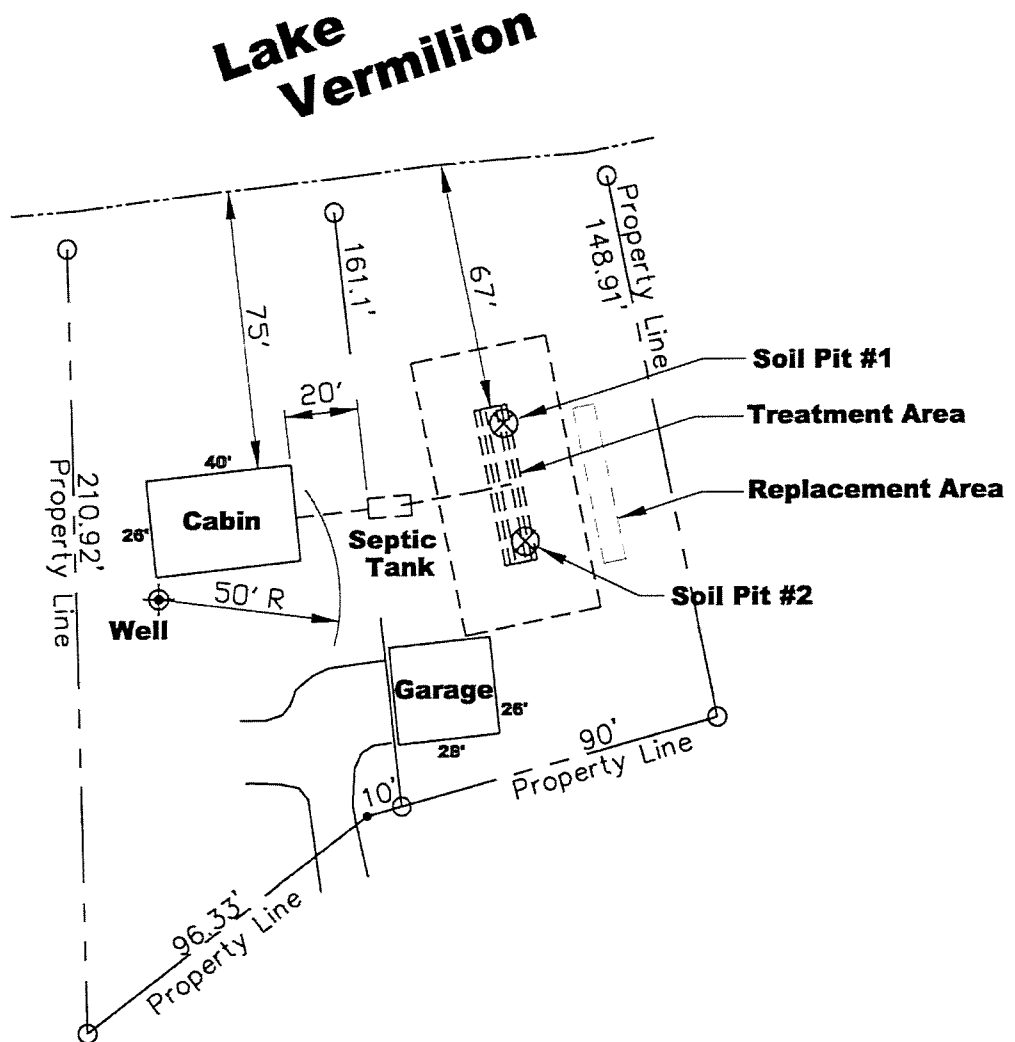 Lake
Vermilion
Property Line
148.91'
161.1'
67'
75'
Soil Pit #1
20'
Treatment Area
40'
210.92'
Property Line
Cabin
26'
Septic
Tank
Replacement Area
50' R
Well
Soil Pit #2
Garage
26'
28'
90'
Property Line
10'
96.33'
Property Line